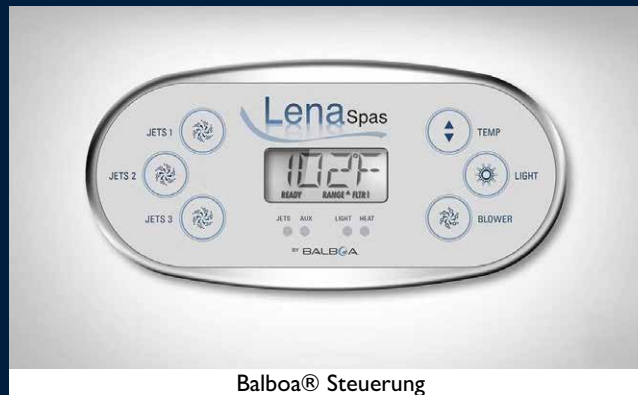 Lena Spas
JETS 1
JETS 2
JETS 3
TEMP
LIGHT
BLOWER
102°F
READY RANGE FLTR 1
JETS AUX LIGHT HEAT
BY BALBOA
Balboa® Steuerung